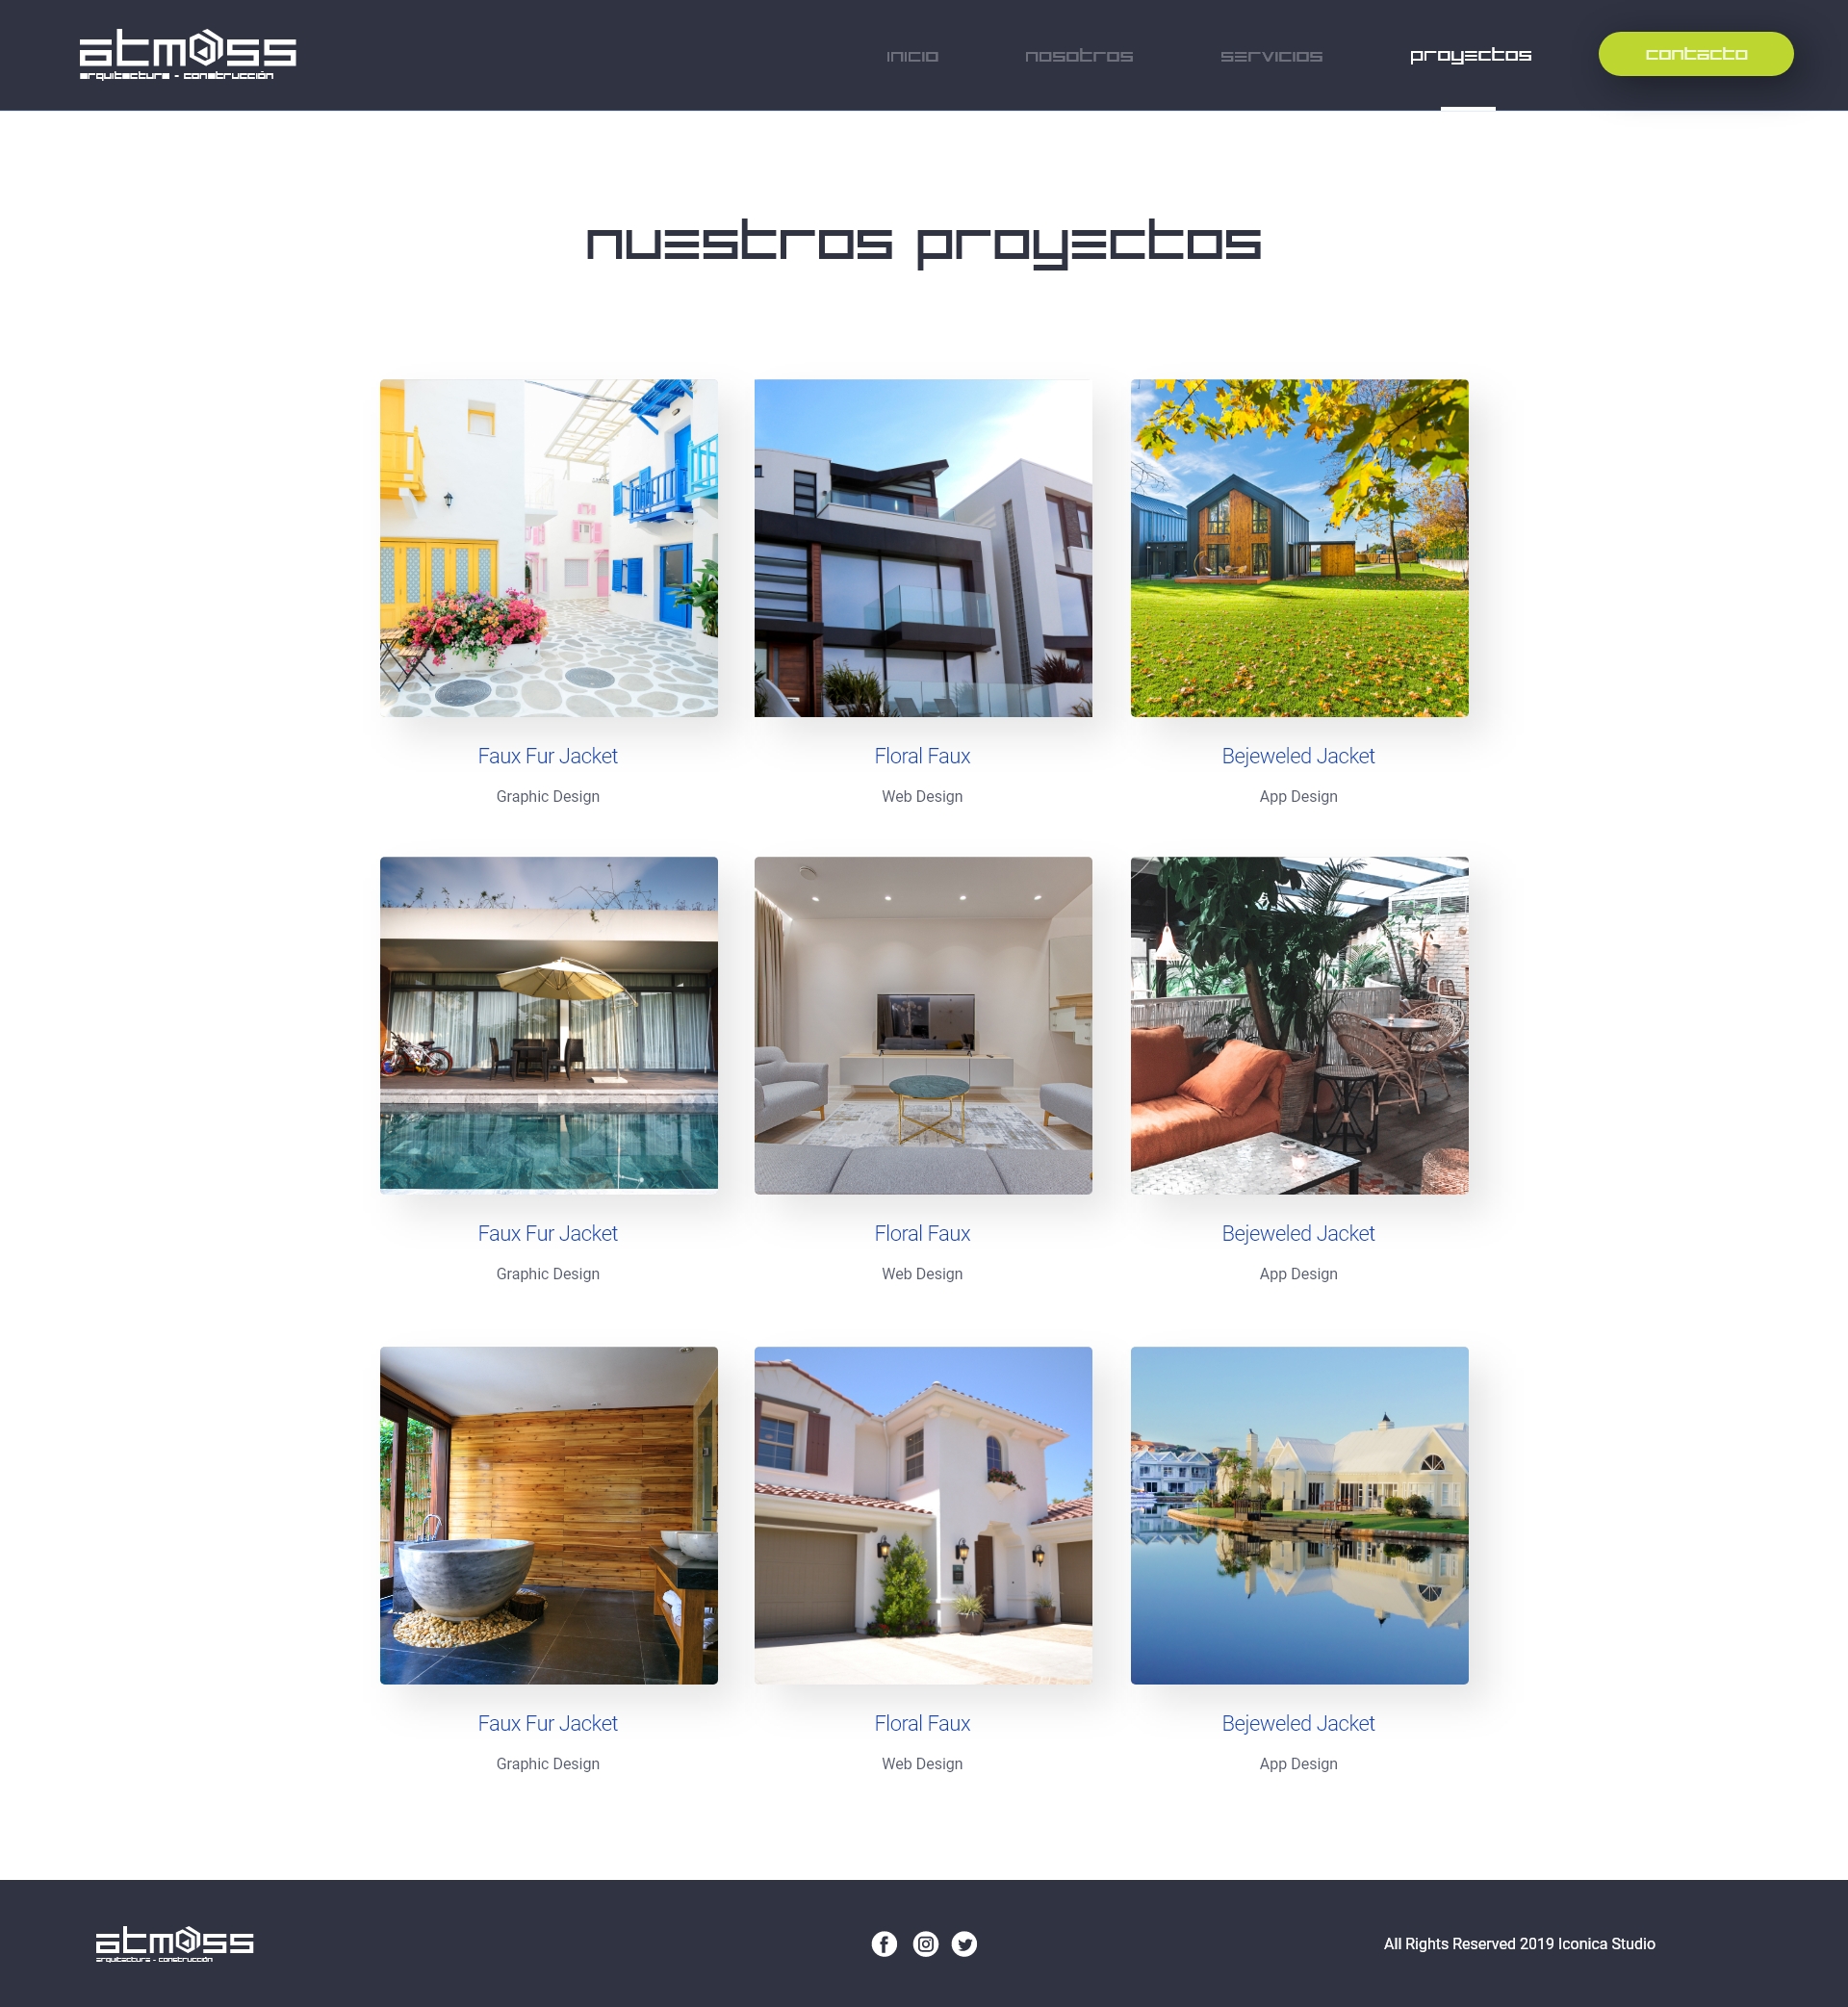 atmoss
arquitectura - construcción
inicio
nosotros
servicios
proyectos
contacto
nuestros proyectos
Faux Fur Jacket
Floral Faux
Bejeweled Jacket
Graphic Design
Web Design
App Design
Faux Fur Jacket
Floral Faux
Bejeweled Jacket
Graphic Design
Web Design
App Design
Faux Fur Jacket
Floral Faux
Bejeweled Jacket
Graphic Design
Web Design
App Design
atmoss
arquitectura - construcción
All Rights Reserved 2019 Iconica Studio